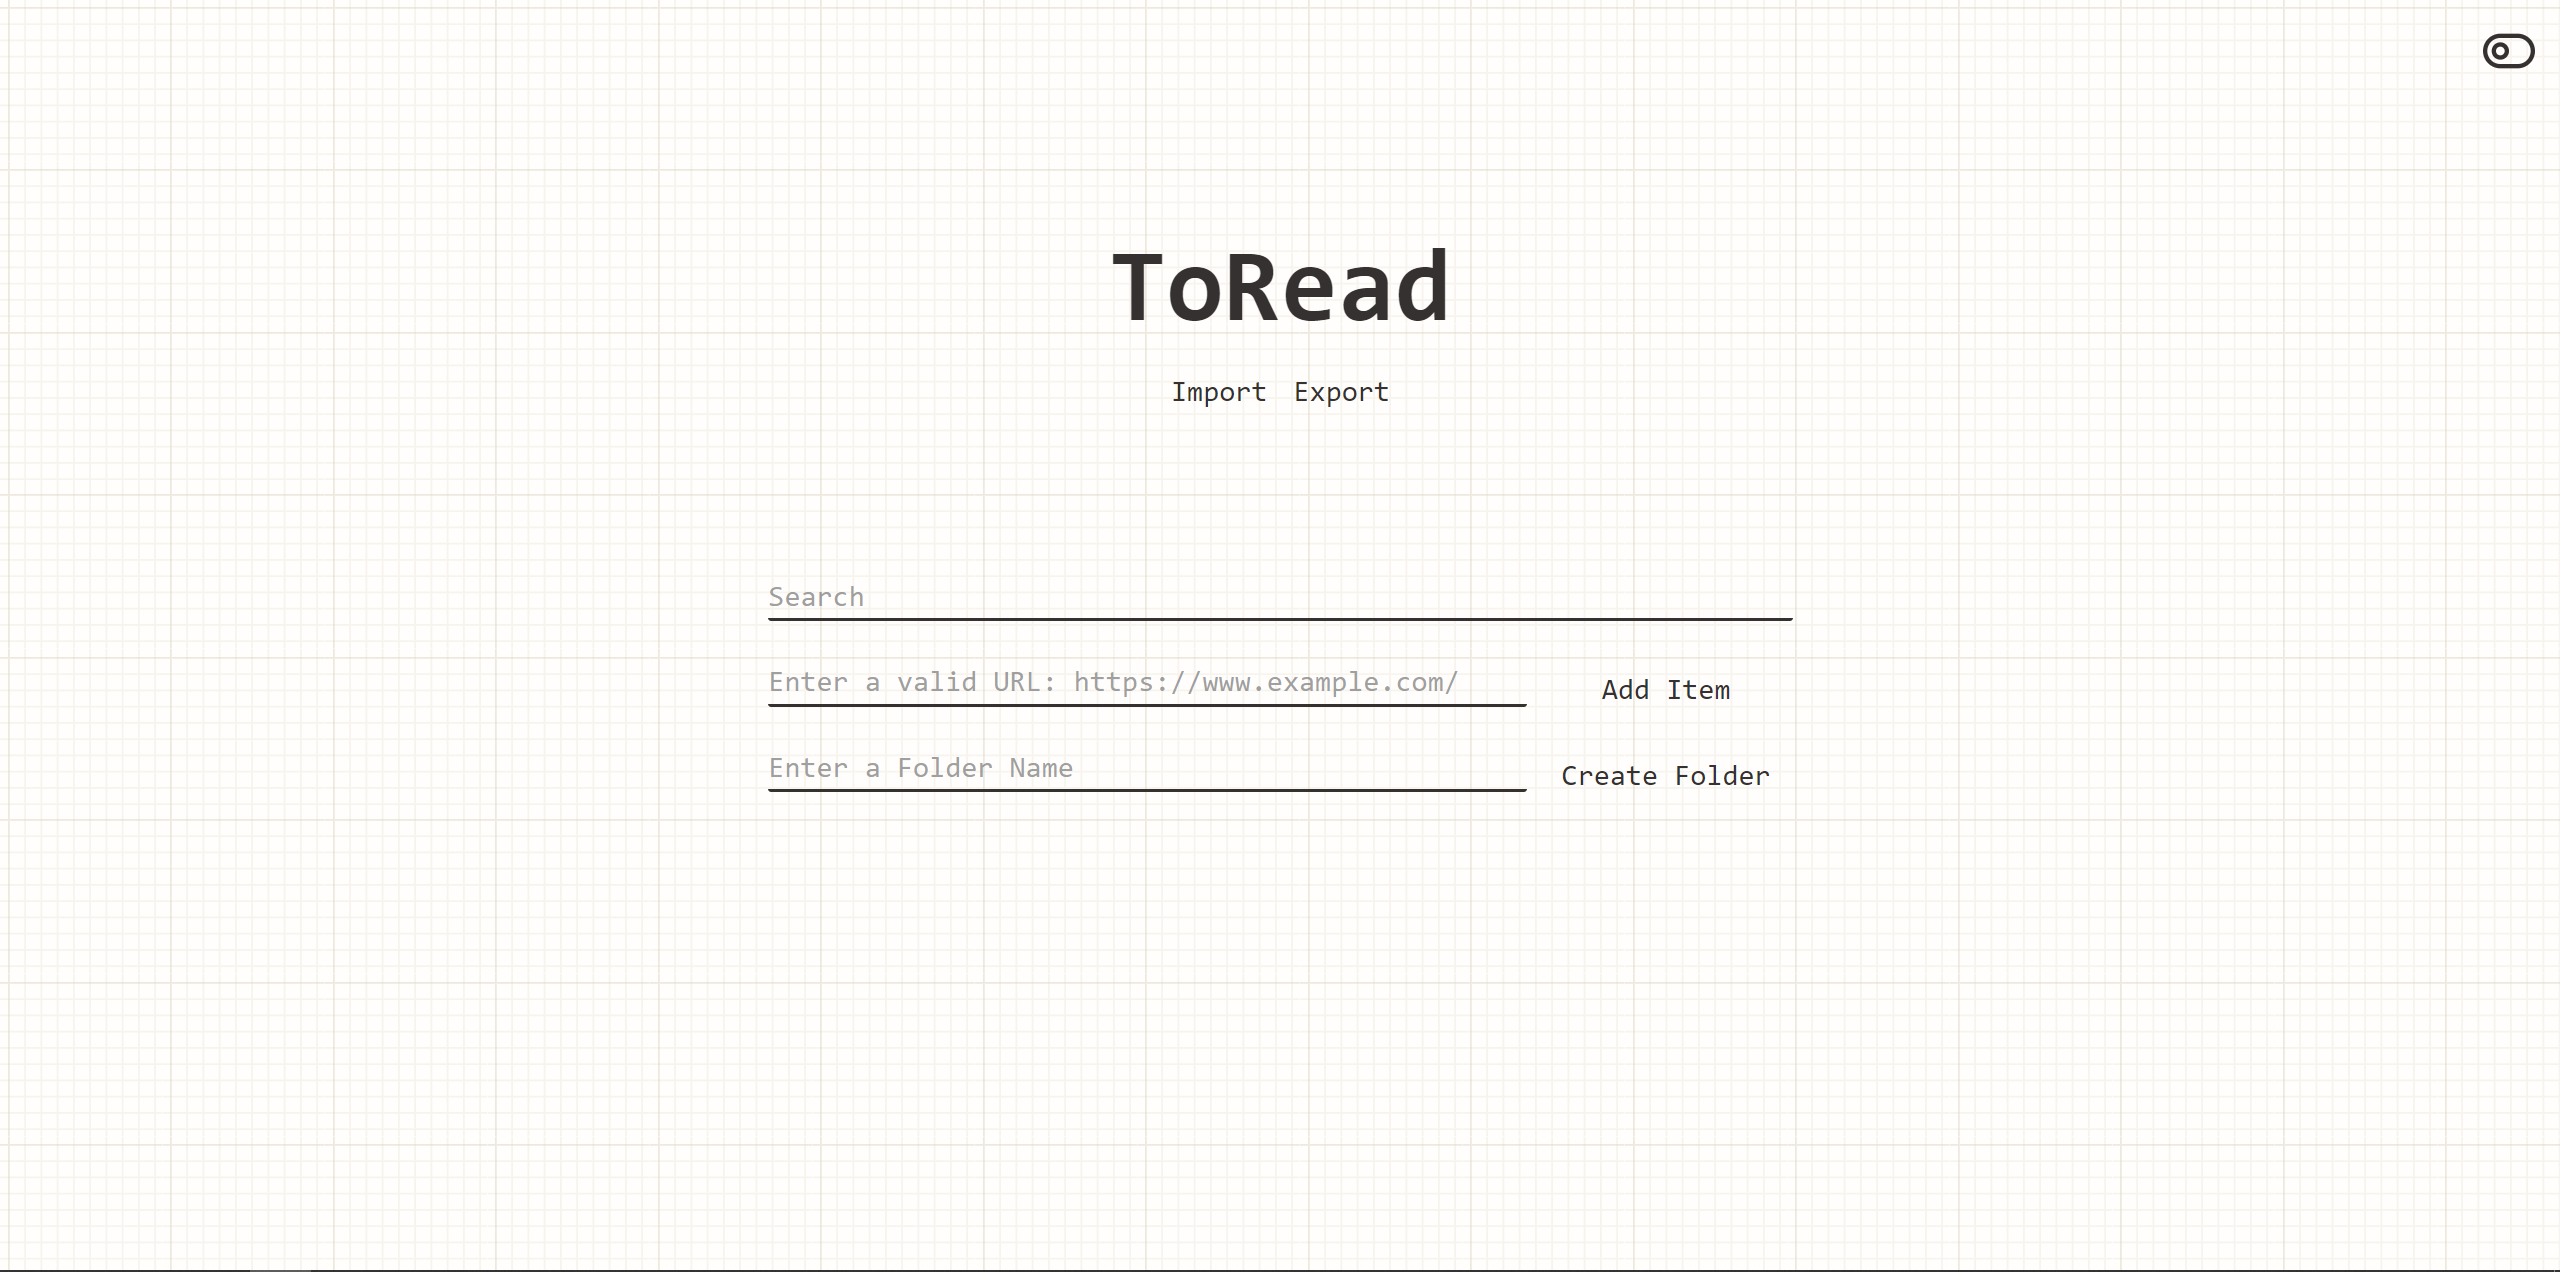 ToRead
Import Export
Search
Enter a valid URL: https://www.example.com/ Add Item
Enter a Folder Name Create Folder